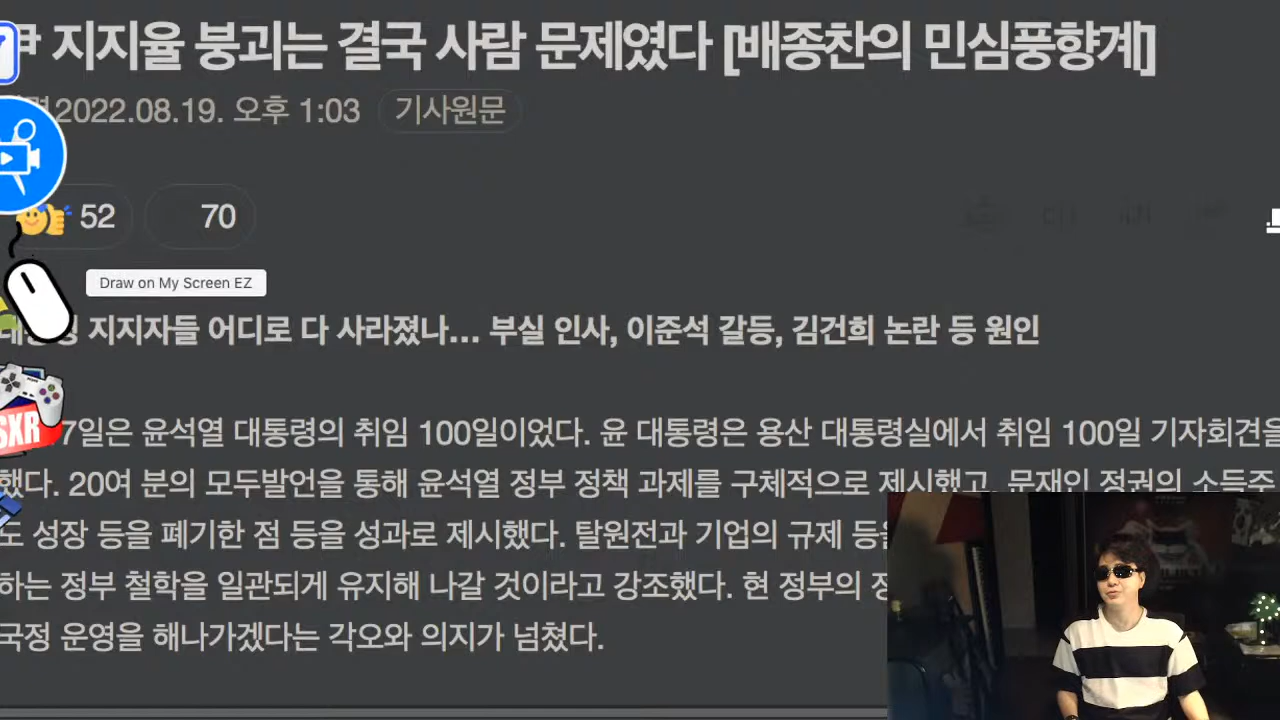 尹 지지율 붕괴는 결국 사람 문제였다 [배종찬의 민심풍향계]
2022.08.19. 오후 1:03 기사원문
52 70
Draw on My Screen EZ
지지자들 어디로 다 사라졌나… 부실 인사, 이준석 갈등, 김건희 논란 등 원인
7일은 윤석열 대통령의 취임 100일이었다. 윤 대통령은 용산 대통령실에서 취임 100일 기자회견을
했다. 20여 분의 모두발언을 통해 윤석열 정부 정책 과제를 구체적으로 제시했고, 문재인 정권의 소득주
도 성장 등을 폐기한 점 등을 성과로 제시했다. 탈원전과 기업의 규제 등을
하는 정부 철학을 일관되게 유지해 나갈 것이라고 강조했다. 현 정부의
국정 운영을 해나가겠다는 각오와 의지가 넘쳤다.
SXR